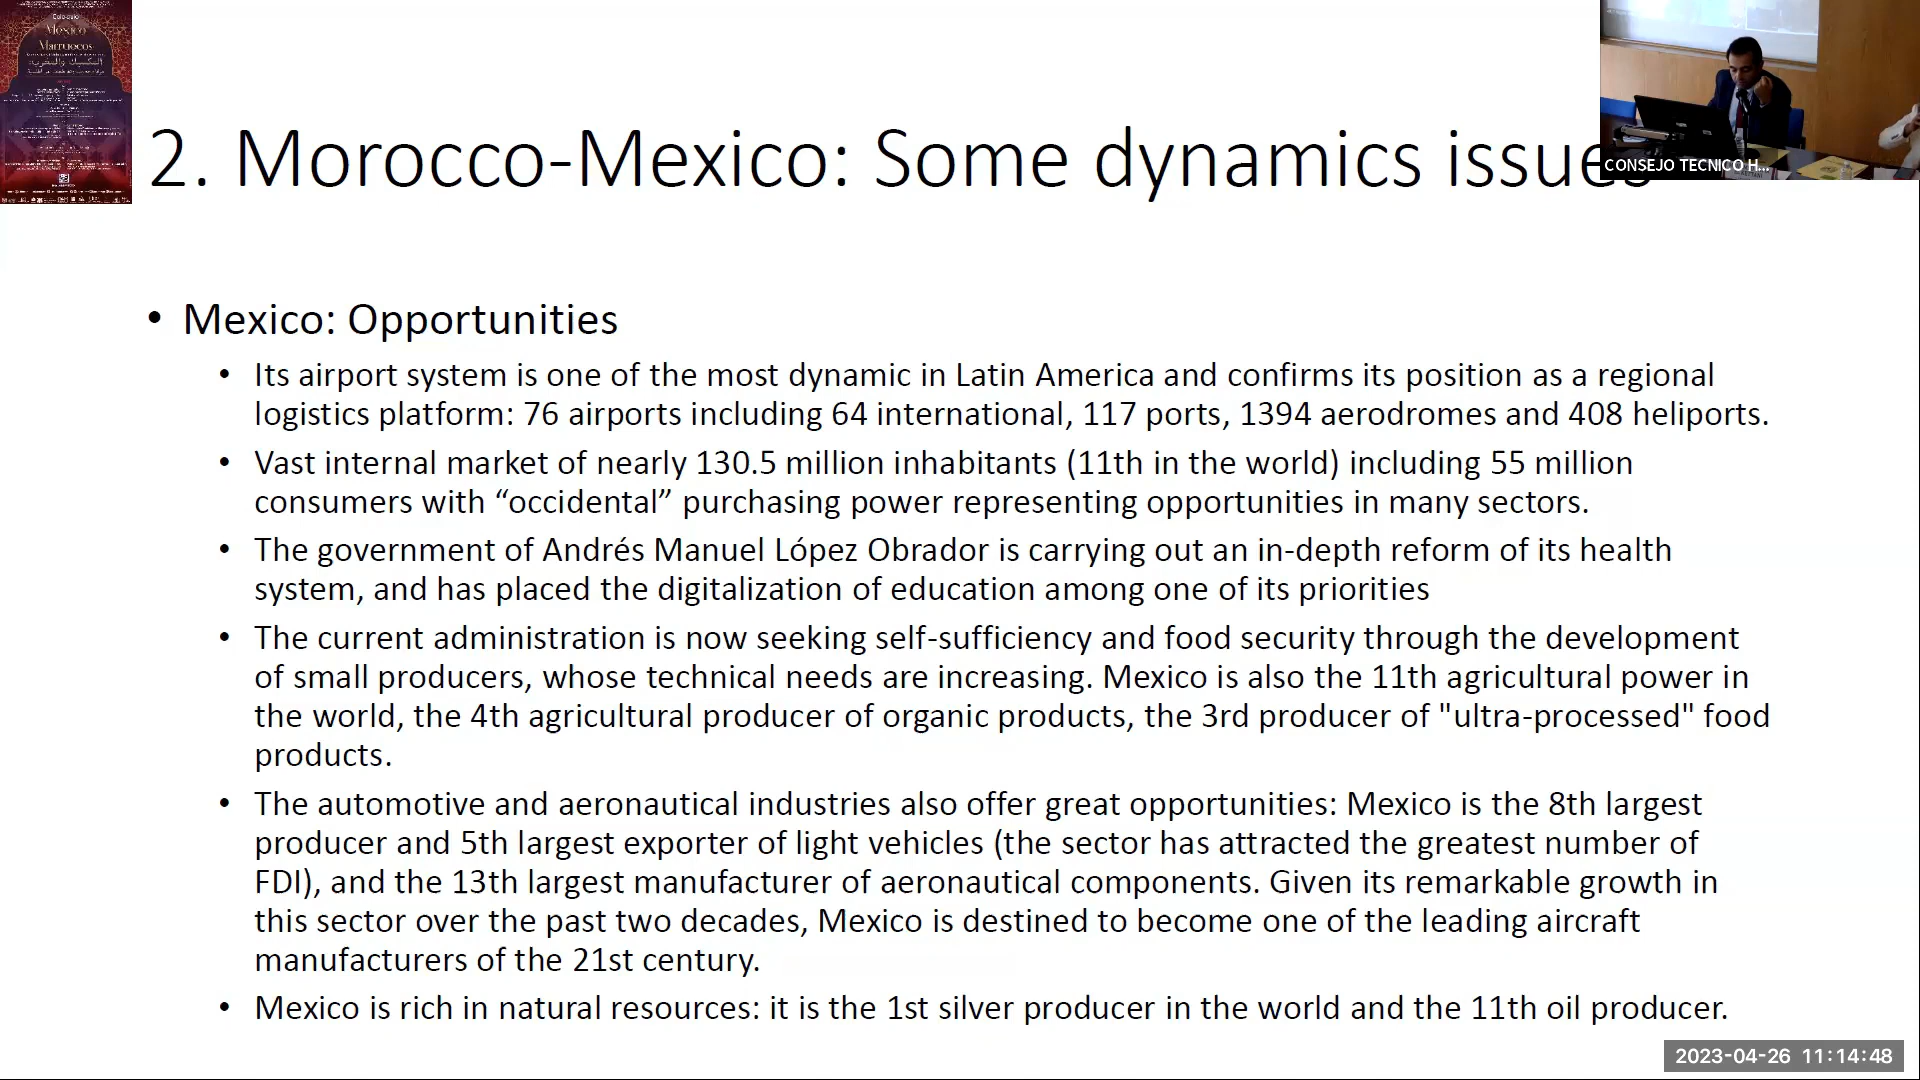 Coloquio
México
Marruecos
المكسيك والمغرب:
2. Morocco-Mexico: Some dynamics issues
CONSEJO TECNICO H...
• Mexico: Opportunities
• Its airport system is one of the most dynamic in Latin America and confirms its position as a regional
logistics platform: 76 airports including 64 international, 117 ports, 1394 aerodromes and 408 heliports.
• Vast internal market of nearly 130.5 million inhabitants (11th in the world) including 55 million
consumers with “occidental” purchasing power representing opportunities in many sectors.
• The government of Andrés Manuel López Obrador is carrying out an in-depth reform of its health
system, and has placed the digitalization of education among one of its priorities
• The current administration is now seeking self-sufficiency and food security through the development
of small producers, whose technical needs are increasing. Mexico is also the 11th agricultural power in
the world, the 4th agricultural producer of organic products, the 3rd producer of "ultra-processed" food
products.
• The automotive and aeronautical industries also offer great opportunities: Mexico is the 8th largest
producer and 5th largest exporter of light vehicles (the sector has attracted the greatest number of
FDI), and the 13th largest manufacturer of aeronautical components. Given its remarkable growth in
this sector over the past two decades, Mexico is destined to become one of the leading aircraft
manufacturers of the 21st century.
• Mexico is rich in natural resources: it is the 1st silver producer in the world and the 11th oil producer.
2023-04-26 11:14:48